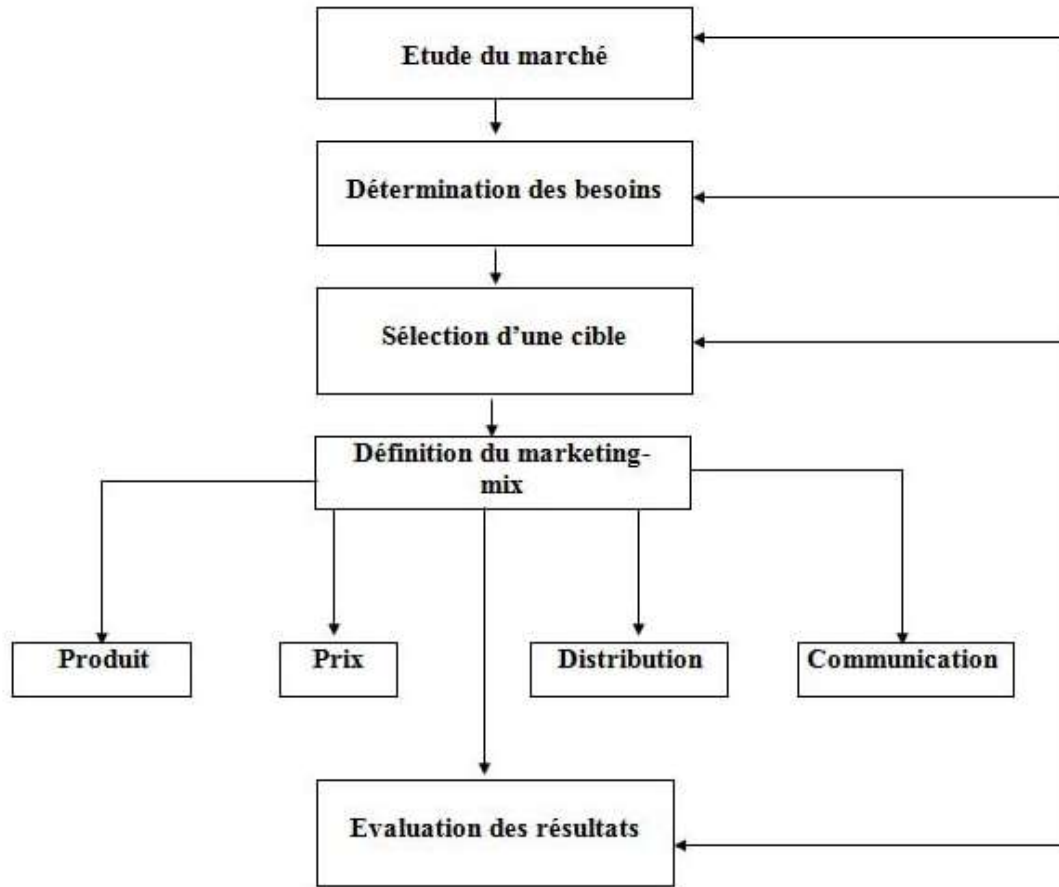 Etude du marché
Détermination des besoins
Sélection d’une cible
Définition du marketing-
mix
Produit
Prix
Distribution
Communication
Evaluation des résultats